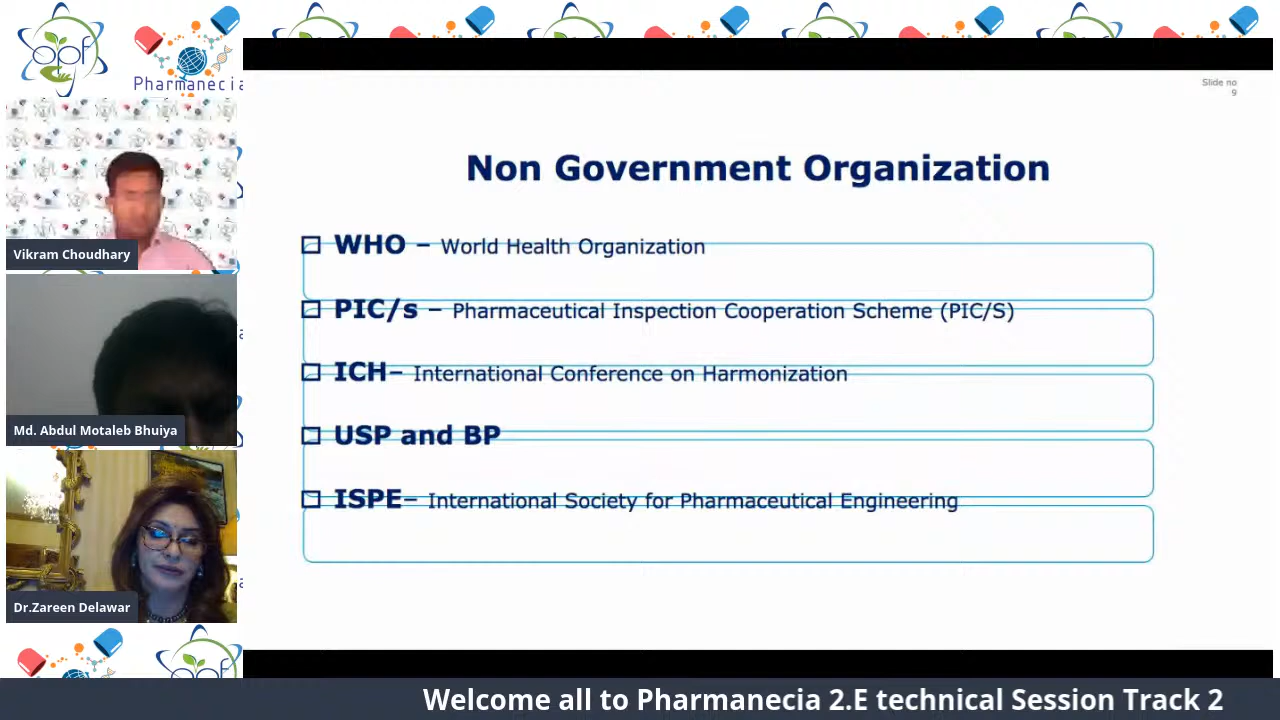 opf
Pharmanecia
Vikram Choudhary
Md. Abdul Motaleb Bhuiya
Dr.Zareen Delawar
opf
Slide no
9
Non Government Organization
WHO – World Health Organization
PIC/s – Pharmaceutical Inspection Cooperation Scheme (PIC/S)
ICH– International Conference on Harmonization
USP and BP
ISPE– International Society for Pharmaceutical Engineering
Welcome all to Pharmanecia 2.E technical Session Track 2